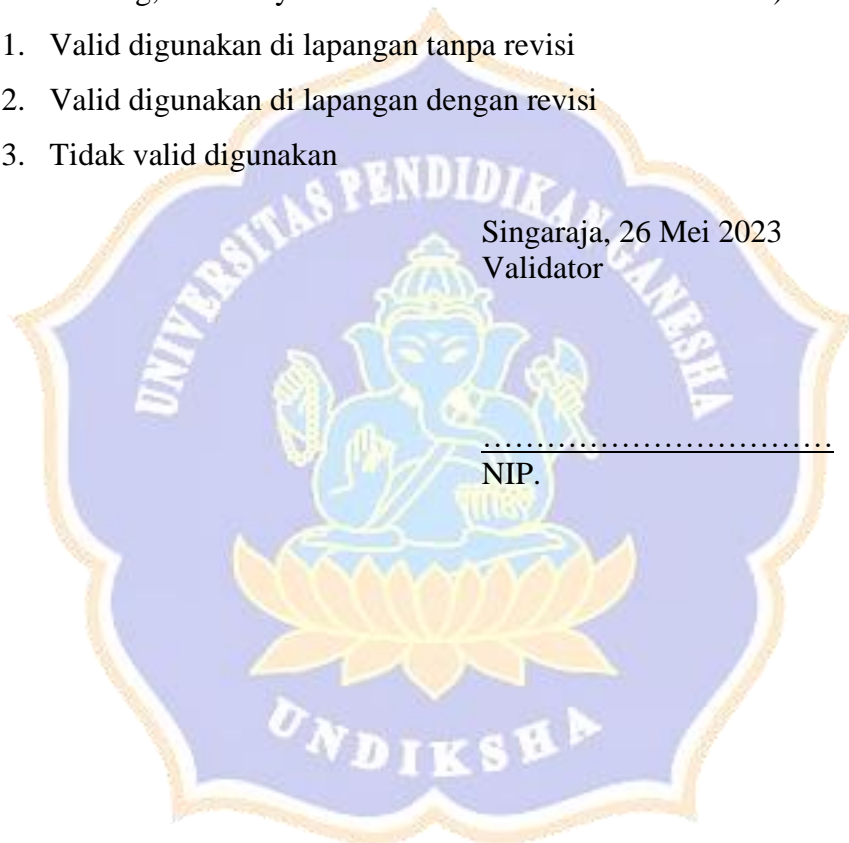 1. Valid digunakan di lapangan tanpa revisi
2. Valid digunakan di lapangan dengan revisi
3. Tidak valid digunakan
UNIVERSITAS PENDIDIKAN GANESHA
Singaraja, 26 Mei 2023
Validator
……………………………
NIP.
UNDIKSHA